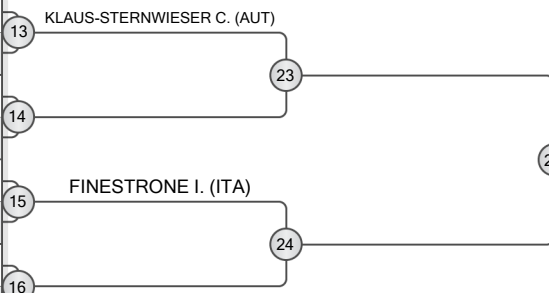 13 KLAUS-STERNWIESER C. (AUT)
23
14
15 FINESTRONE I. (ITA)
24
16